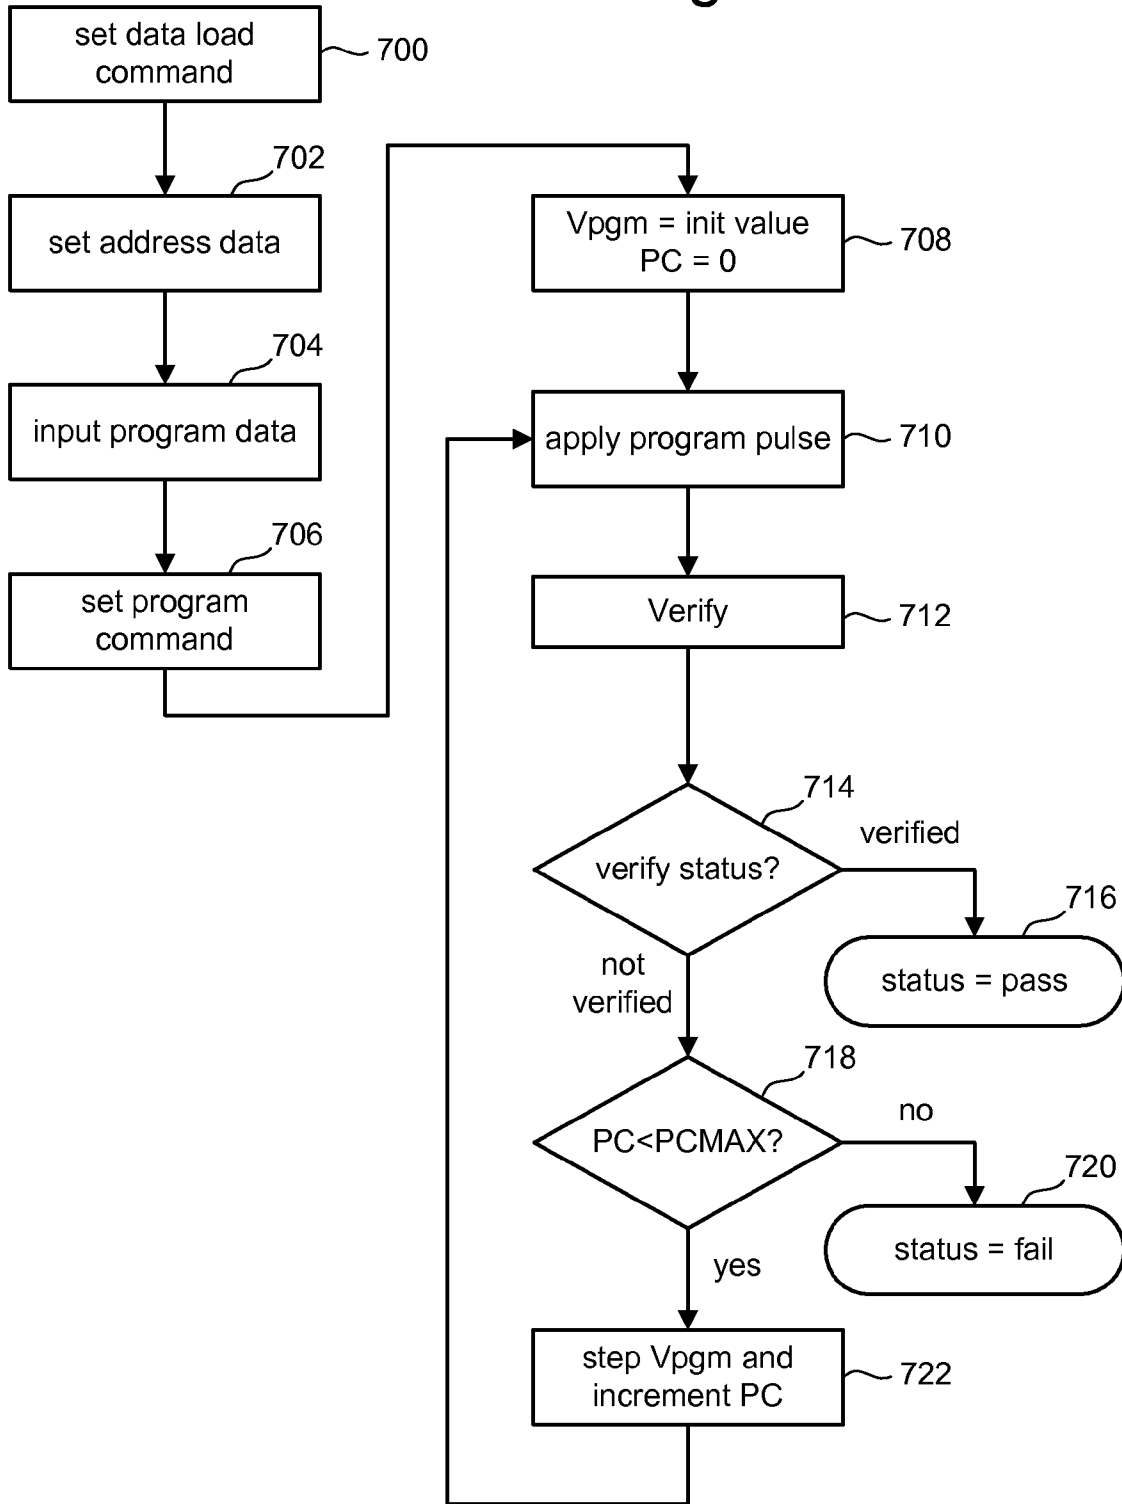 set data load
command
700
702
set address data
704
input program data
706
set program
command
Vpgm = init value
PC = 0
708
apply program pulse
710
Verify
712
714
verify status?
verified
716
status = pass
not
verified
718
PC<PCMAX?
no
720
status = fail
yes
step Vpgm and
increment PC
722